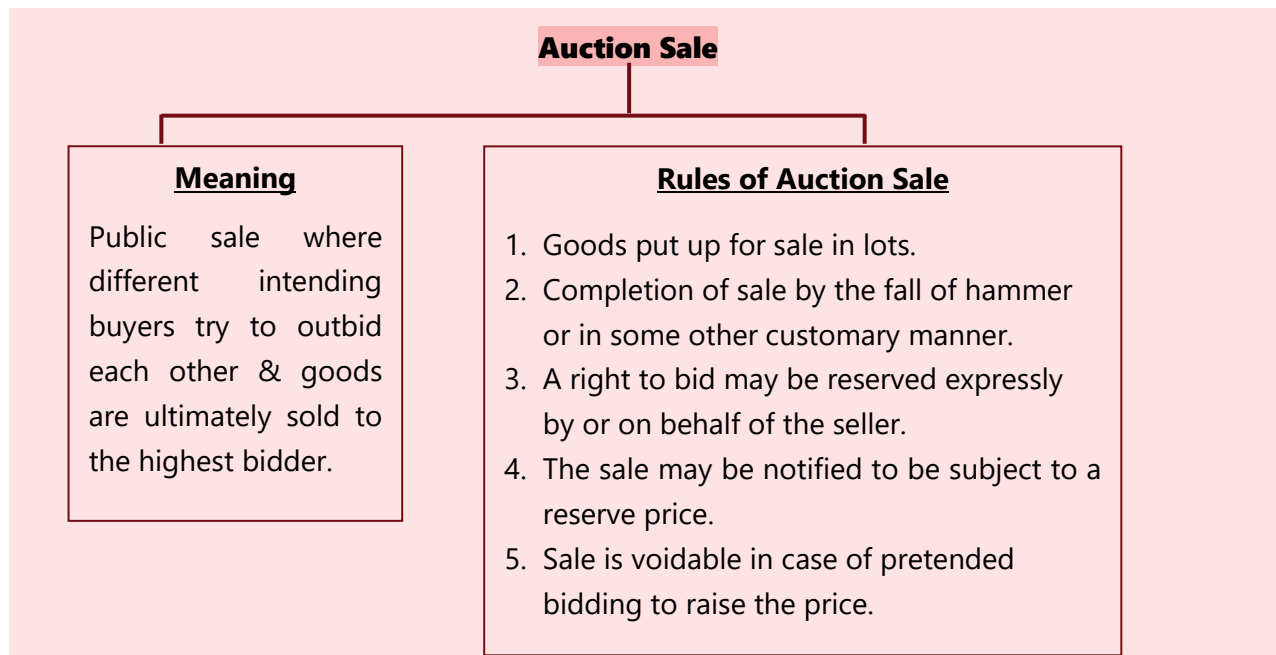 Auction Sale
Meaning
Public sale where
different intending
buyers try to outbid
each other & goods
are ultimately sold to
the highest bidder.
Rules of Auction Sale
1. Goods put up for sale in lots.
2. Completion of sale by the fall of hammer
or in some other customary manner.
3. A right to bid may be reserved expressly
by or on behalf of the seller.
4. The sale may be notified to be subject to a
reserve price.
5. Sale is voidable in case of pretended
bidding to raise the price.